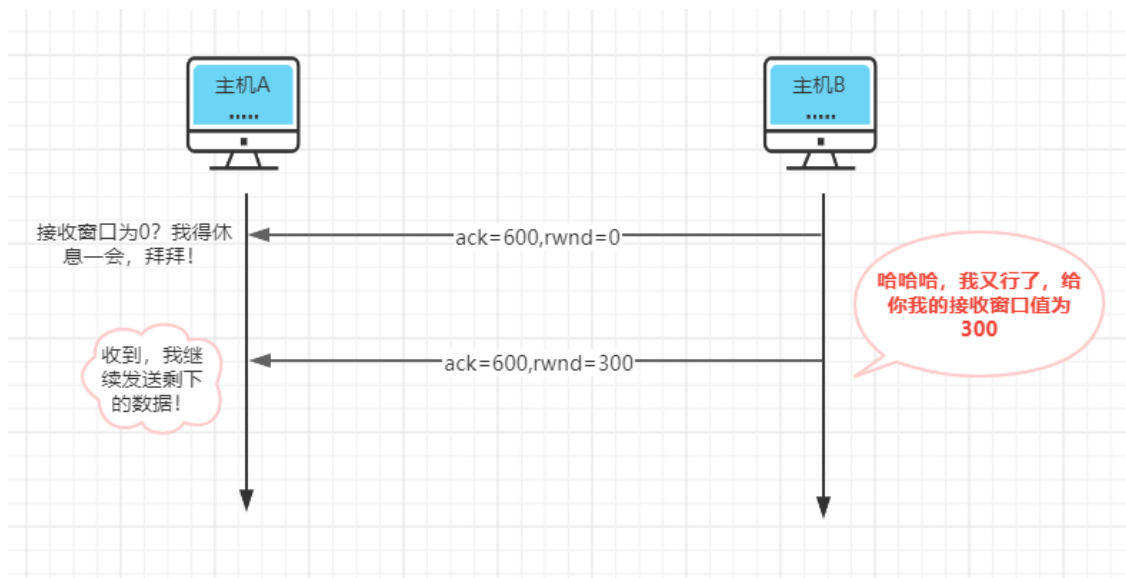 主机A
主机B
接收窗口为0？我得休
息一会，拜拜！
ack=600,rwnd=0
哈哈哈，我又行了，给
你我的接收窗口值为
300
收到，我继
续发送剩下
的数据！
ack=600,rwnd=300